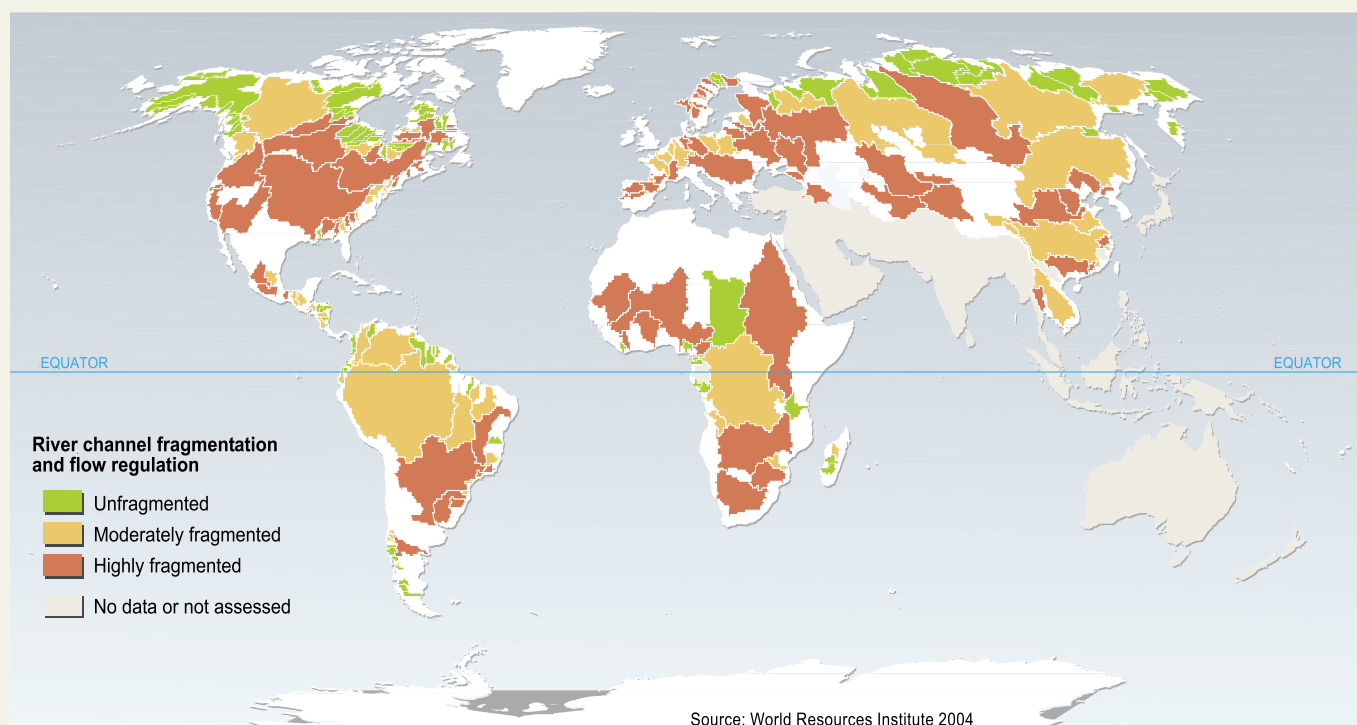 EQUATOR
EQUATOR
River channel fragmentation
and flow regulation
Unfragmented
Moderately fragmented
Highly fragmented
No data or not assessed
Source: World Resources Institute 2004